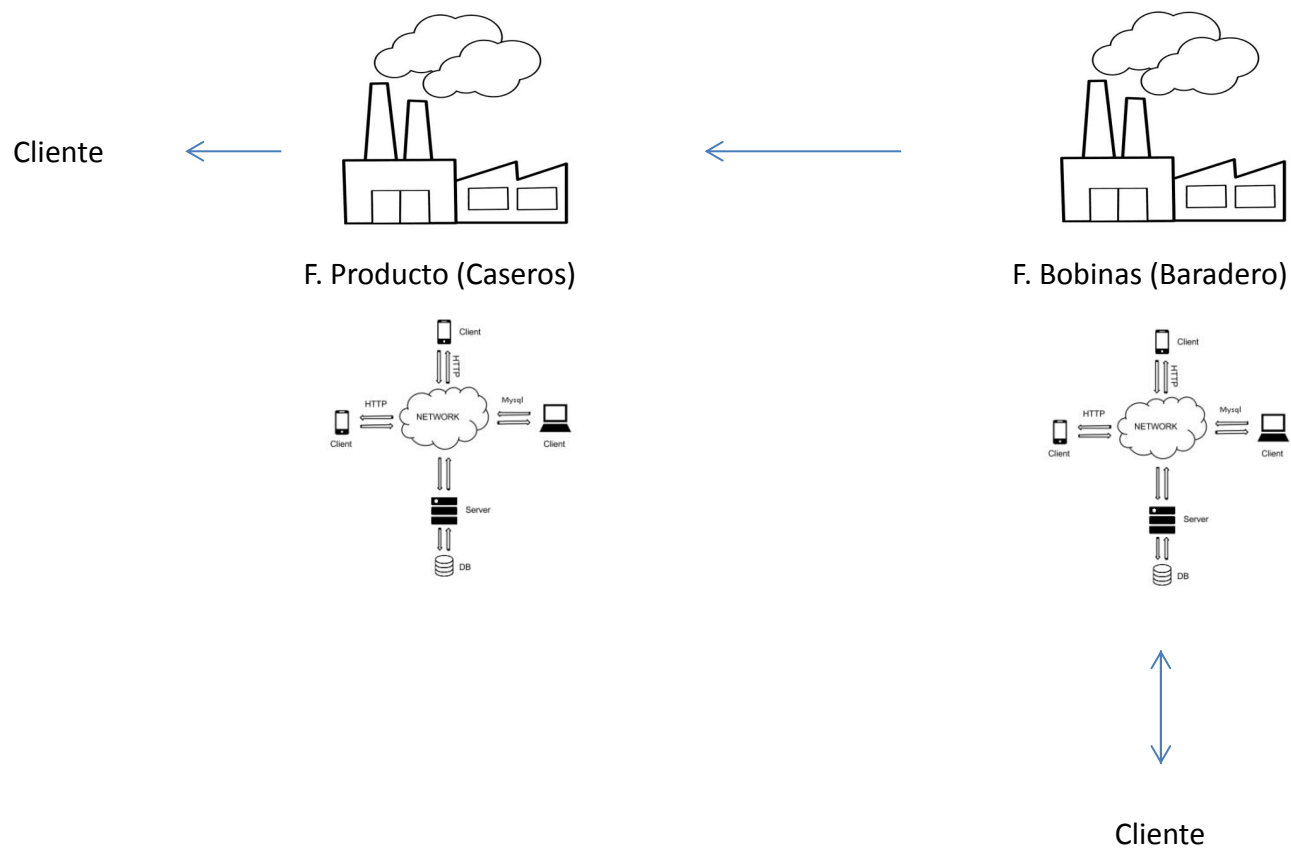 Cliente
F. Producto (Caseros)
F. Bobinas (Baradero)
Client
HTTP
HTTP
NETWORK
Mysql
Client
Client
Server
DB
Client
HTTP
HTTP
NETWORK
Mysql
Client
Client
Server
DB
Cliente